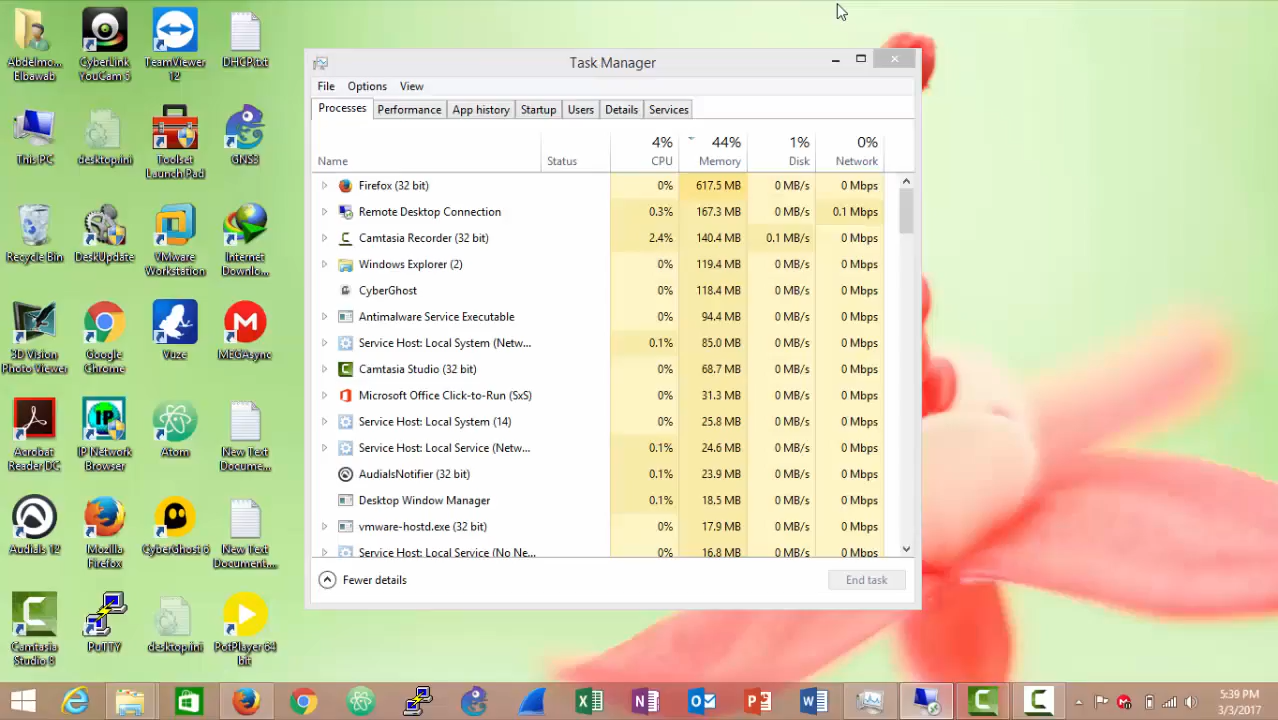 Abdelmo...
Elbawab
CyberLink
YouCam 6
TeamViewer
12
DHCP.txt
This PC
desktop.ini
Toolset
Launch Pad
GNS3
Recycle Bin
DeskUpdate
VMware
Workstation
Internet
Downlo...
3D Vision
Photo Viewer
Google
Chrome
Vuze
MEGAsync
Acrobat
Reader DC
IP Network
Browser
Atom
New Text
Docume...
Audials 12
Mozilla
Firefox
CyberGhost 6
New Text
Document...
Camtasia
Studio 8
PuTTY
desktop.ini
PotPlayer 64
bit
Task Manager
File Options View
Processes Performance App history Startup Users Details Services
4% 44% 1% 0%
Name Status CPU Memory Disk Network
Firefox (32 bit) 0% 617.5 MB 0 MB/s 0 Mbps
Remote Desktop Connection 0.3% 167.3 MB 0 MB/s 0.1 Mbps
Camtasia Recorder (32 bit) 2.4% 140.4 MB 0.1 MB/s 0 Mbps
Windows Explorer (2) 0% 119.4 MB 0 MB/s 0 Mbps
CyberGhost 0% 118.4 MB 0 MB/s 0 Mbps
Antimalware Service Executable 0% 94.4 MB 0 MB/s 0 Mbps
Service Host: Local System (Netw... 0.1% 85.0 MB 0 MB/s 0 Mbps
Camtasia Studio (32 bit) 0% 68.7 MB 0 MB/s 0 Mbps
Microsoft Office Click-to-Run (SxS) 0% 31.3 MB 0 MB/s 0 Mbps
Service Host: Local System (14) 0% 25.8 MB 0 MB/s 0 Mbps
Service Host: Local Service (Netw... 0.1% 24.6 MB 0 MB/s 0 Mbps
AudialsNotifier (32 bit) 0.1% 23.9 MB 0 MB/s 0 Mbps
Desktop Window Manager 0.1% 18.5 MB 0 MB/s 0 Mbps
vmware-hostd.exe (32 bit) 0% 17.9 MB 0 MB/s 0 Mbps
Service Host: Local Service (No Ne... 0% 16.8 MB 0 MB/s 0 Mbps
Fewer details End task
5:39 PM
3/3/2017